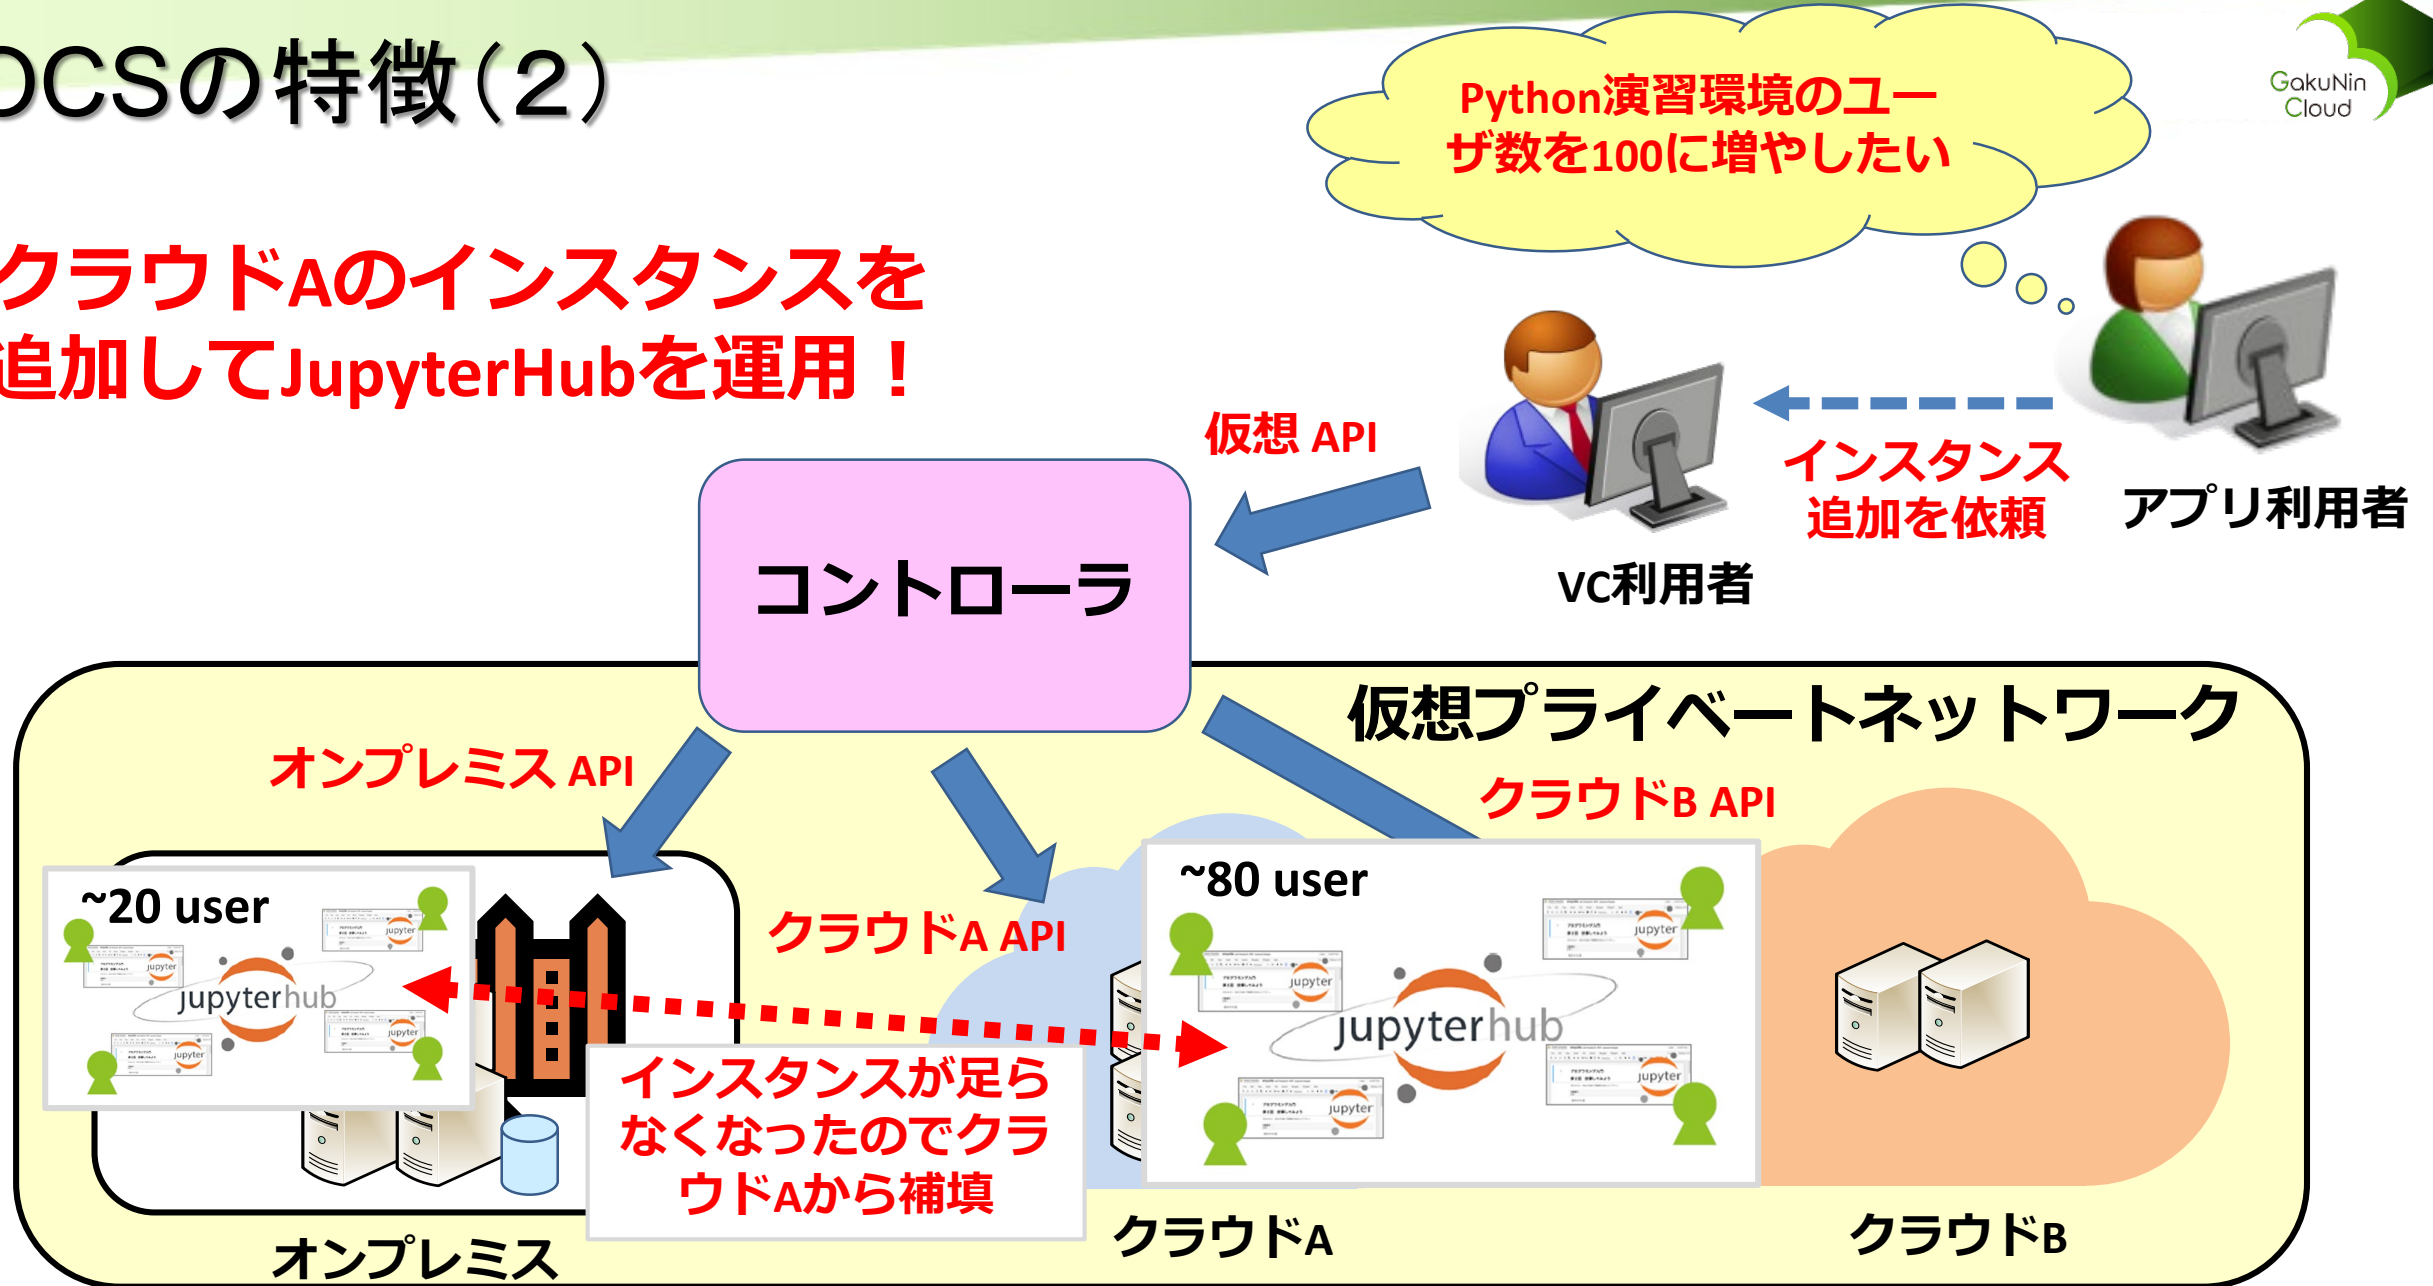 OCSの特徴（２）
GakuNin
Cloud
Python演習環境のユー
ザ数を100に増やしたい
クラウドAのインスタンスを
追加してJupyterHubを運用！
仮想 API
インスタンス
追加を依頼
アプリ利用者
VC利用者
コントローラ
仮想プライベートネットワーク
オンプレミス API
クラウドB API
クラウドA API
~20 user
jupyter
jupyter
jupyterhub
jupyter
jupyter
~80 user
jupyter
jupyter
jupyterhub
jupyter
jupyter
インスタンスが足ら
なくなったのでクラ
ウドAから補填
オンプレミス
クラウドA
クラウドB